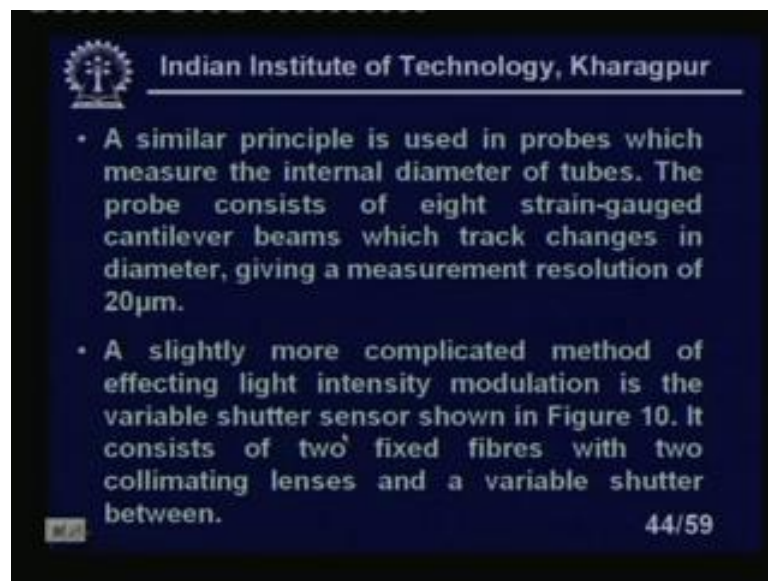 Indian Institute of Technology, Kharagpur
• A similar principle is used in probes which
measure the internal diameter of tubes. The
probe consists of eight strain-gauged
cantilever beams which track changes in
diameter, giving a measurement resolution of
20µm.
• A slightly more complicated method of
effecting light intensity modulation is the
variable shutter sensor shown in Figure 10. It
consists of two fixed fibres with two
collimating lenses and a variable shutter
between.
44/59